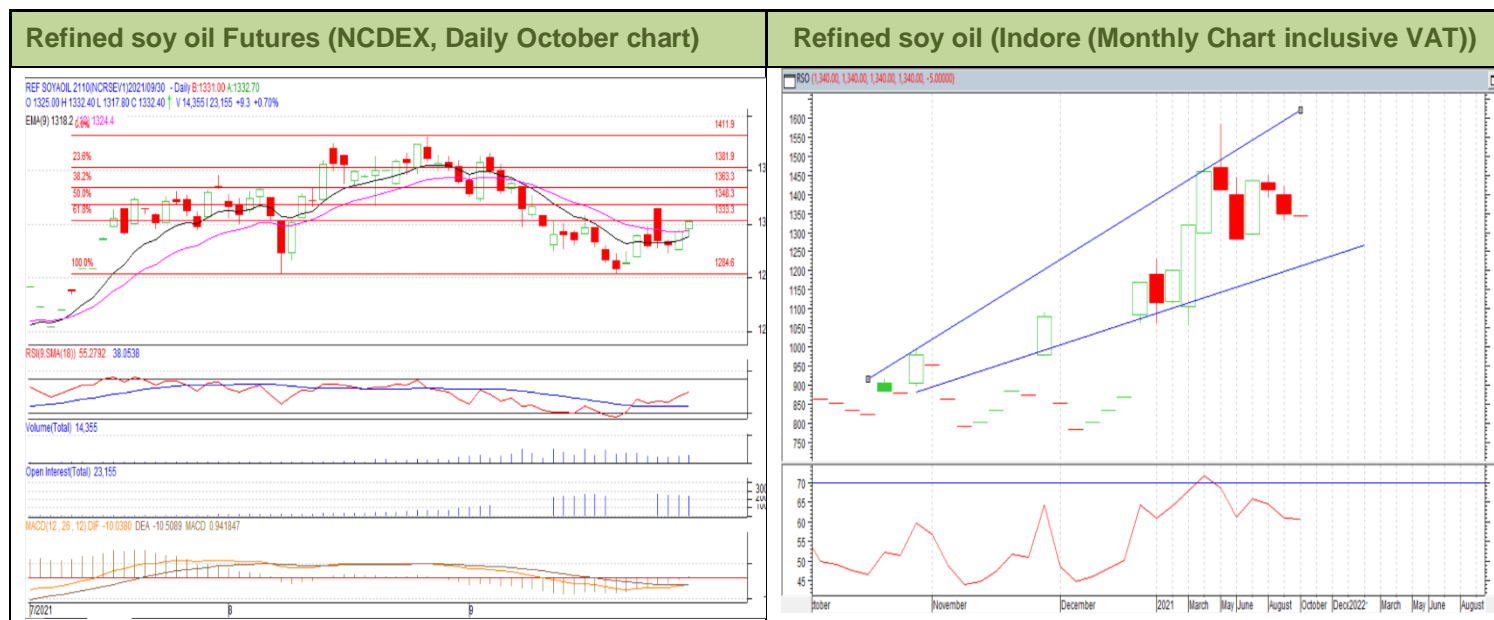 Refined soy oil Futures (NCDEX, Daily October chart)
REF SOYAOIL 2110(NCRSEV1)2021/09/30 - Daily B:1331.00 A:1332.70
O 1325.00 H 1332.40 L 1317.80 C 1332.40 ↑ V 14,355 I 23,155 +9.3 +0.70%
EMA(9) 1318.2 1324.4
0.0% 1411.9
23.6% 1381.9
38.2% 1363.3
50.0% 1348.3
61.8% 1333.3
100.0% 1284.6
13
13
12
12
RSI(9,SMA(18)) 55.2792 38.0538
Volume(Total) 14,355
Open Interest(Total) 23,155
MACD(12 , 26 , 12) DIF -10.0380 DEA -10.5089 MACD 0.941847
7/2021 8 9
Refined soy oil (Indore (Monthly Chart inclusive VAT))
RSO (1,340.00, 1,340.00, 1,340.00, 1,340.00, -5.00000)
1600
1550
1500
1450
1400
1350
1300
1250
1200
1150
1100
1050
1000
950
900
850
800
750
70
65
60
55
50
45
tober November December 2021 March May June August October March May June August